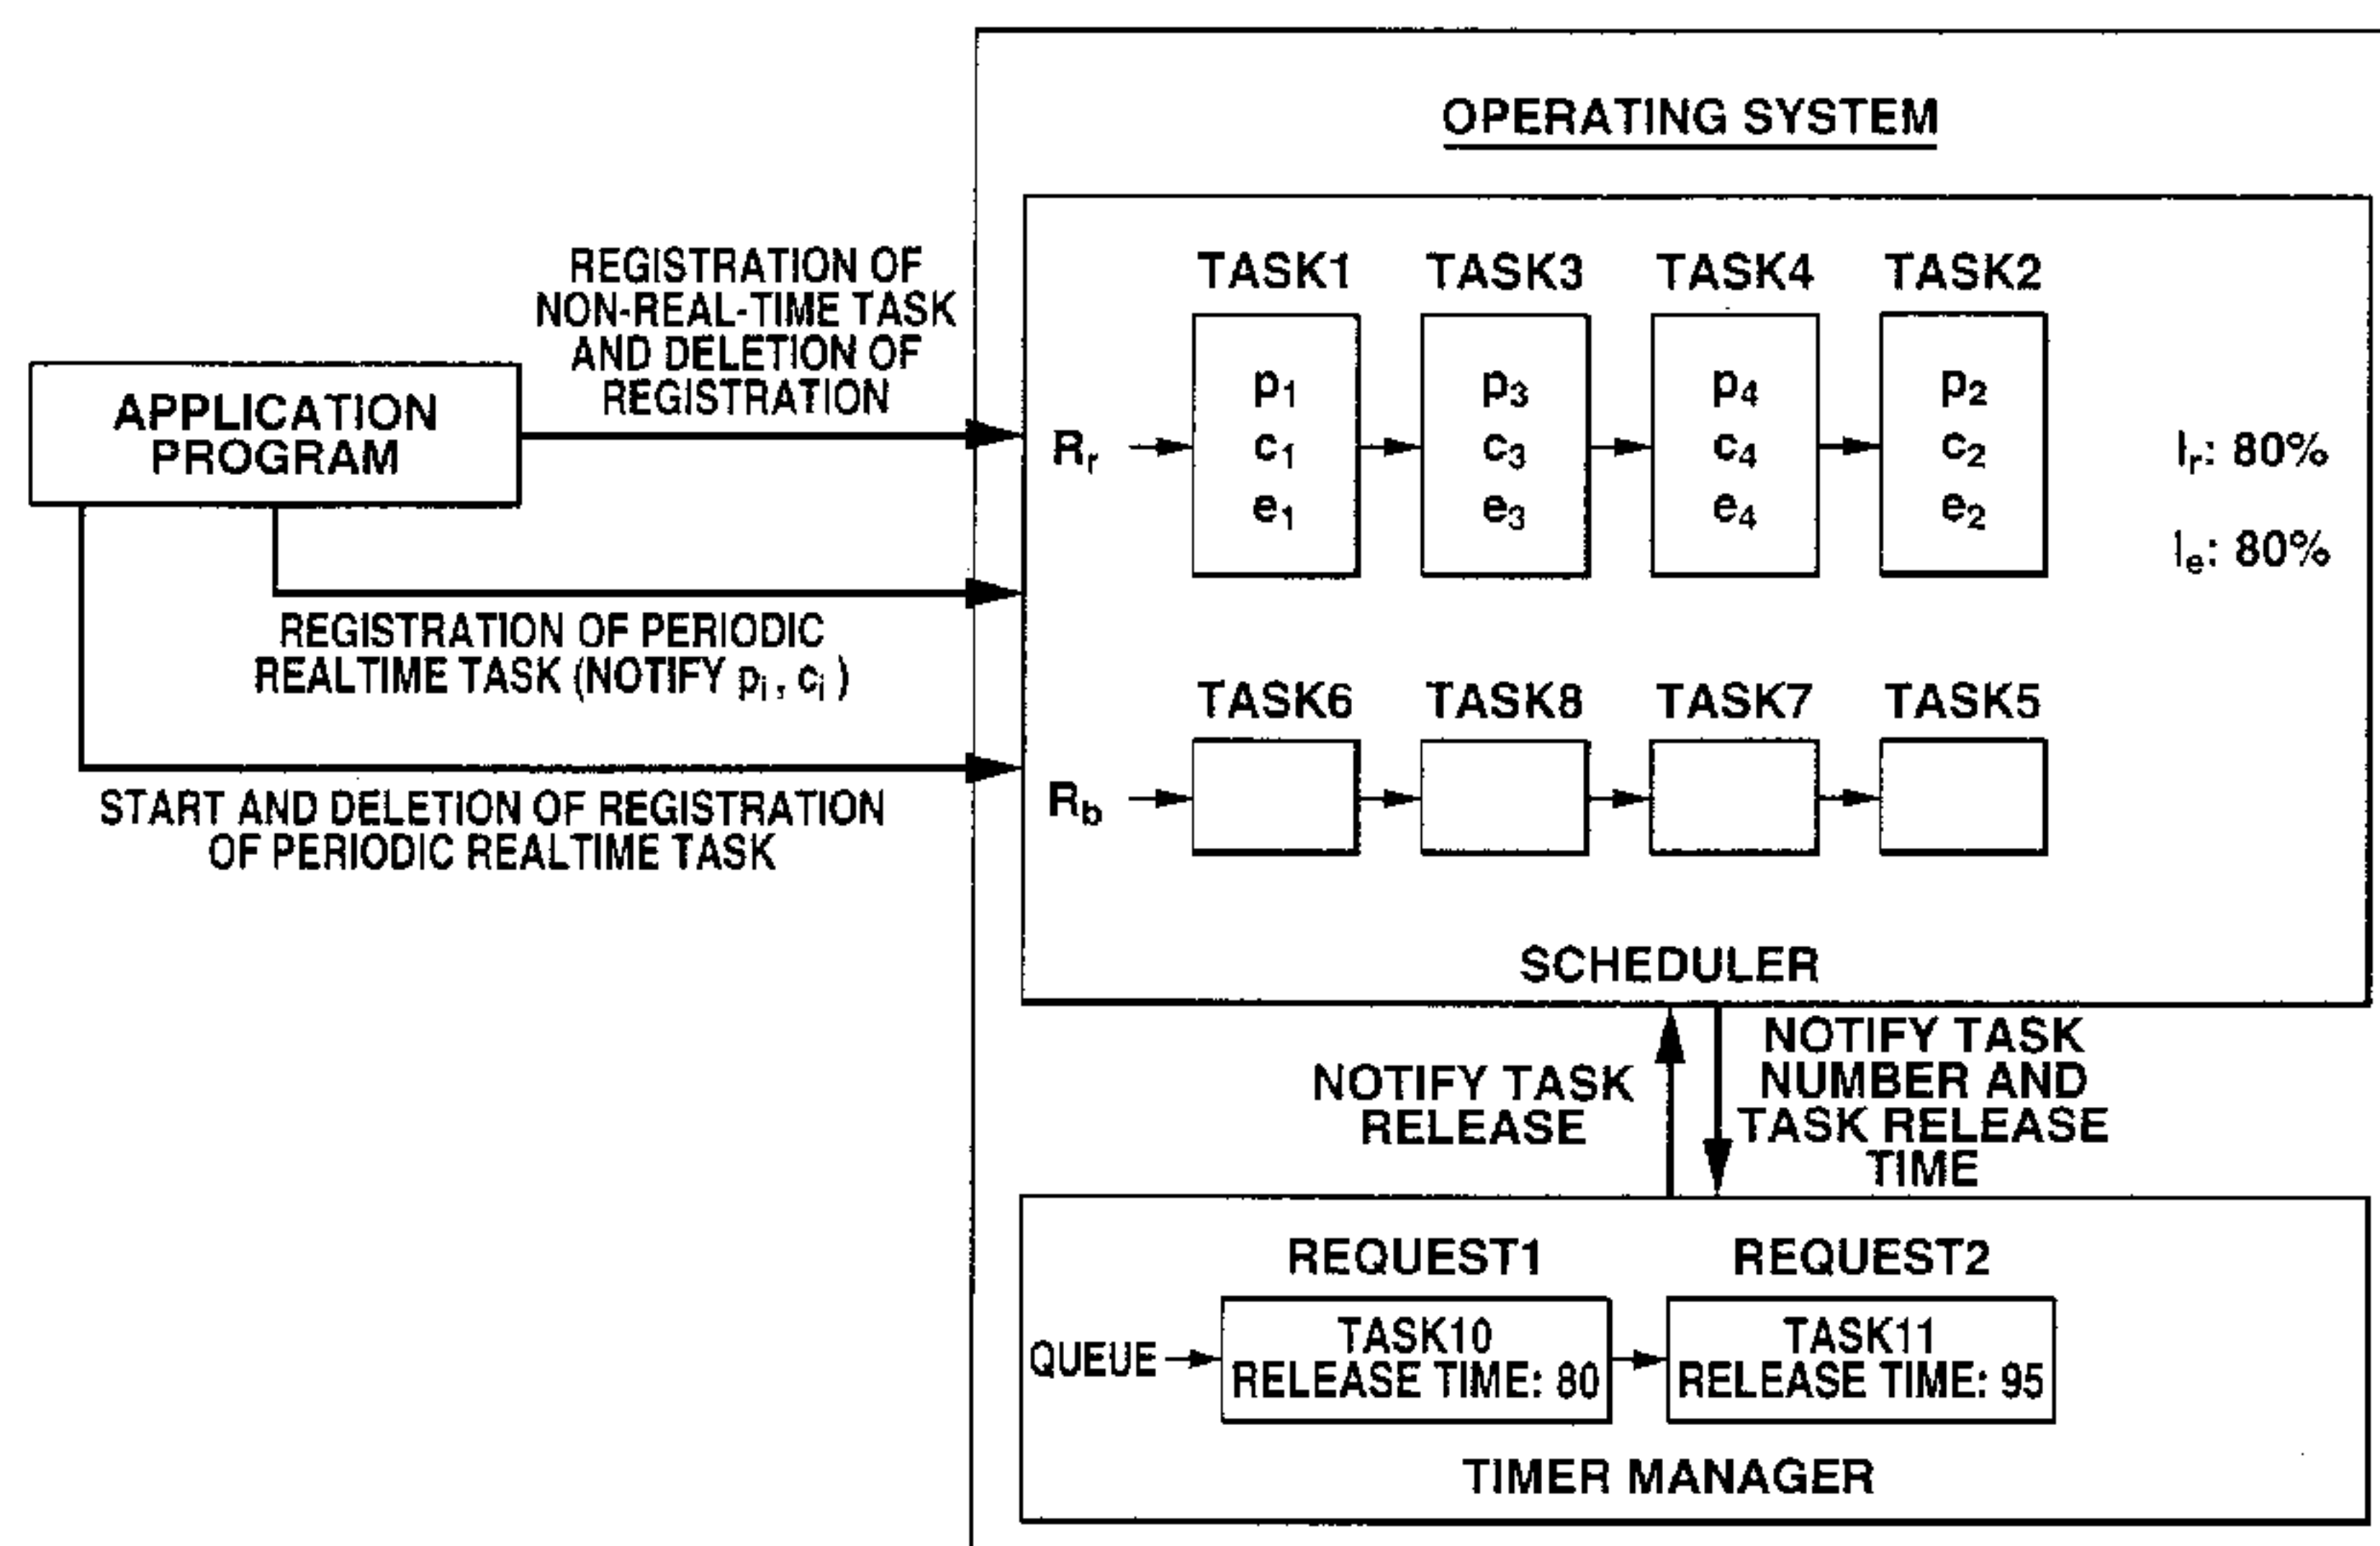 OPERATING SYSTEM
TASK1 TASK3 TASK4 TASK2
REGISTRATION OF
NON-REAL-TIME TASK
AND DELETION OF
REGISTRATION
APPLICATION
PROGRAM
Rr
p1 p3 p4 p2
c1 c3 c4 c2
e1 e3 e4 e2
lr: 80%
le: 80%
REGISTRATION OF PERIODIC
REALTIME TASK (NOTIFY pi, ci )
TASK6 TASK8 TASK7 TASK5
Rb
START AND DELETION OF REGISTRATION
OF PERIODIC REALTIME TASK
SCHEDULER
NOTIFY TASK
RELEASE
NOTIFY TASK
NUMBER AND
TASK RELEASE
TIME
REQUEST1 REQUEST2
QUEUE
TASK10
RELEASE TIME: 80
TASK11
RELEASE TIME: 95
TIMER MANAGER